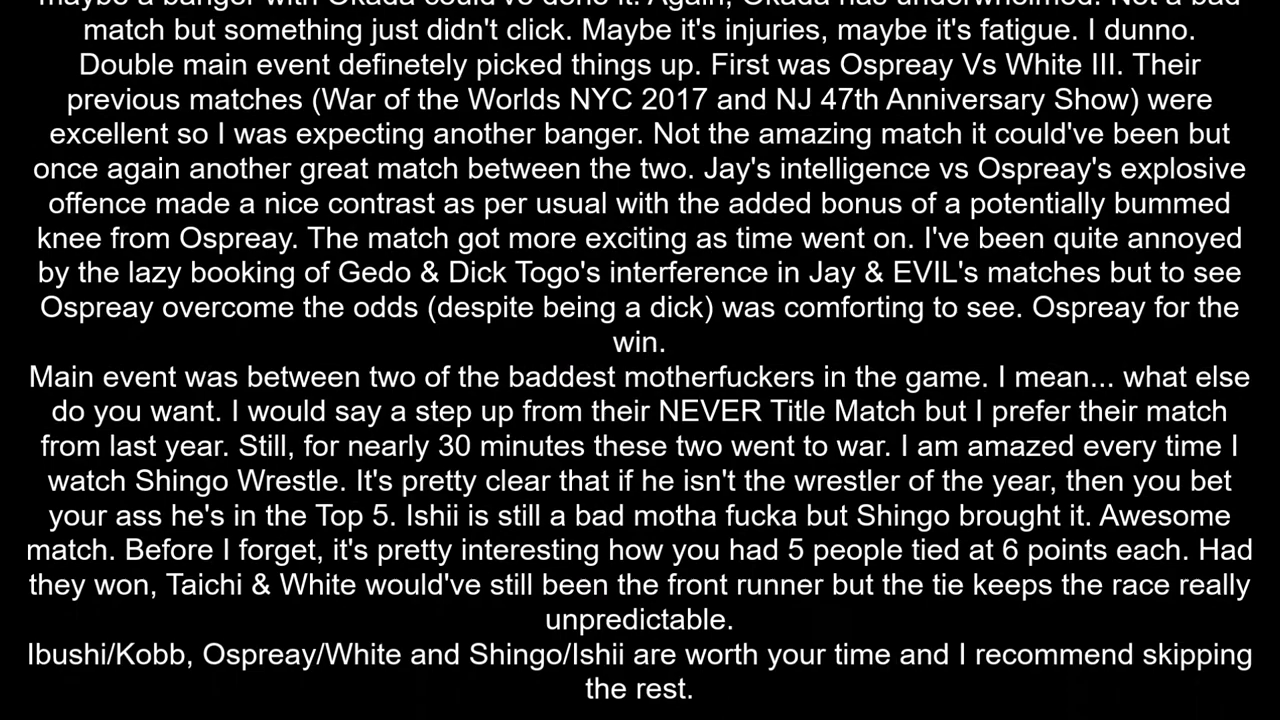 maybe a banger with Okada could've done it. Again, Okada has underwhelmed. Not a bad
match but something just didn't click. Maybe it's injuries, maybe it's fatigue. I dunno.
Double main event definetely picked things up. First was Ospreay Vs White III. Their
previous matches (War of the Worlds NYC 2017 and NJ 47th Anniversary Show) were
excellent so I was expecting another banger. Not the amazing match it could've been but
once again another great match between the two. Jay's intelligence vs Ospreay's explosive
offence made a nice contrast as per usual with the added bonus of a potentially bummed
knee from Ospreay. The match got more exciting as time went on. I've been quite annoyed
by the lazy booking of Gedo & Dick Togo's interference in Jay & EVIL's matches but to see
Ospreay overcome the odds (despite being a dick) was comforting to see. Ospreay for the
win.
Main event was between two of the baddest motherfuckers in the game. I mean... what else
do you want. I would say a step up from their NEVER Title Match but I prefer their match
from last year. Still, for nearly 30 minutes these two went to war. I am amazed every time I
watch Shingo Wrestle. It's pretty clear that if he isn't the wrestler of the year, then you bet
your ass he's in the Top 5. Ishii is still a bad motha fucka but Shingo brought it. Awesome
match. Before I forget, it's pretty interesting how you had 5 people tied at 6 points each. Had
they won, Taichi & White would've still been the front runner but the tie keeps the race really
unpredictable.
Ibushi/Kobb, Ospreay/White and Shingo/Ishii are worth your time and I recommend skipping
the rest.